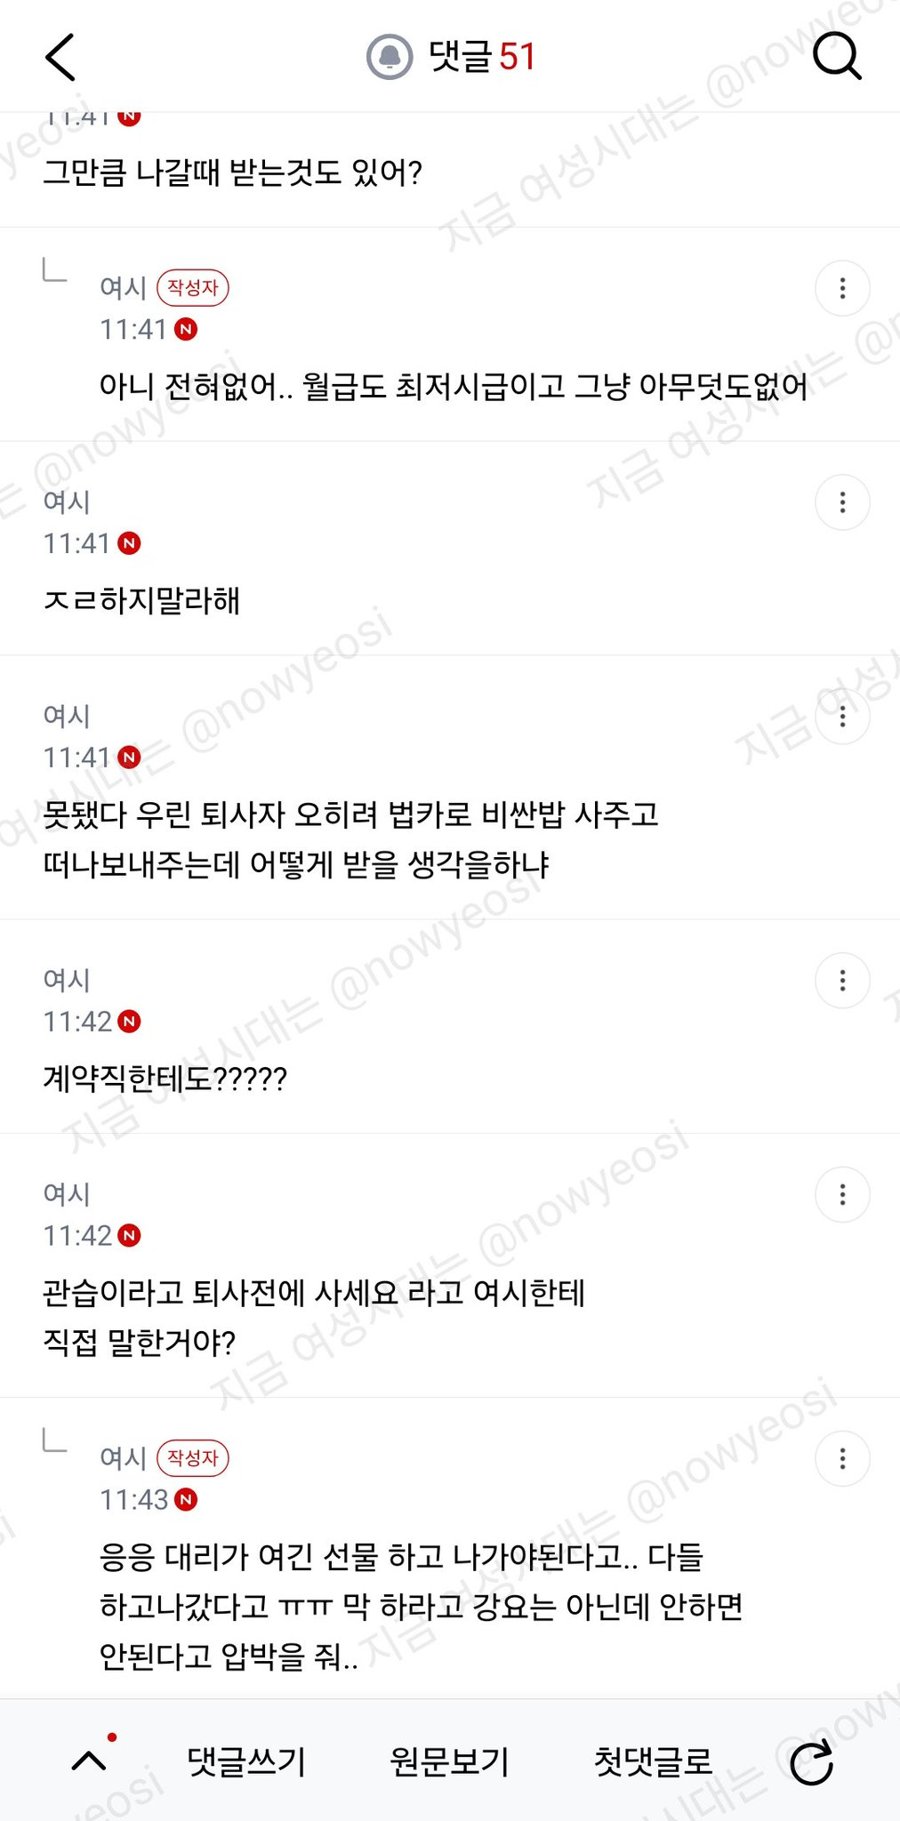 댓글 51
11:41 N
그만큼 나갈때 받는것도 있어?
여시 작성자
11:41 N
아니 전혀없어.. 월급도 최저시급이고 그냥 아무덧도없어
여시
11:41 N
ㅈㄹ하지말라해
여시
11:41 N
못됐다 우린 퇴사자 오히려 법카로 비싼밥 사주고
떠나보내주는데 어떻게 받을 생각을하냐
여시
11:42 N
계약직한테도?????
여시
11:42 N
관습이라고 퇴사전에 사세요 라고 여시한테
직접 말한거야?
여시 작성자
11:43 N
응응 대리가 여긴 선물 하고 나가야된다고.. 다들
하고나갔다고 ㅠㅠ 막 하라고 강요는 아닌데 안하면
안된다고 압박을 줘..
댓글쓰기 원문보기 첫댓글로
지금 여성시대는 @nowyeosi